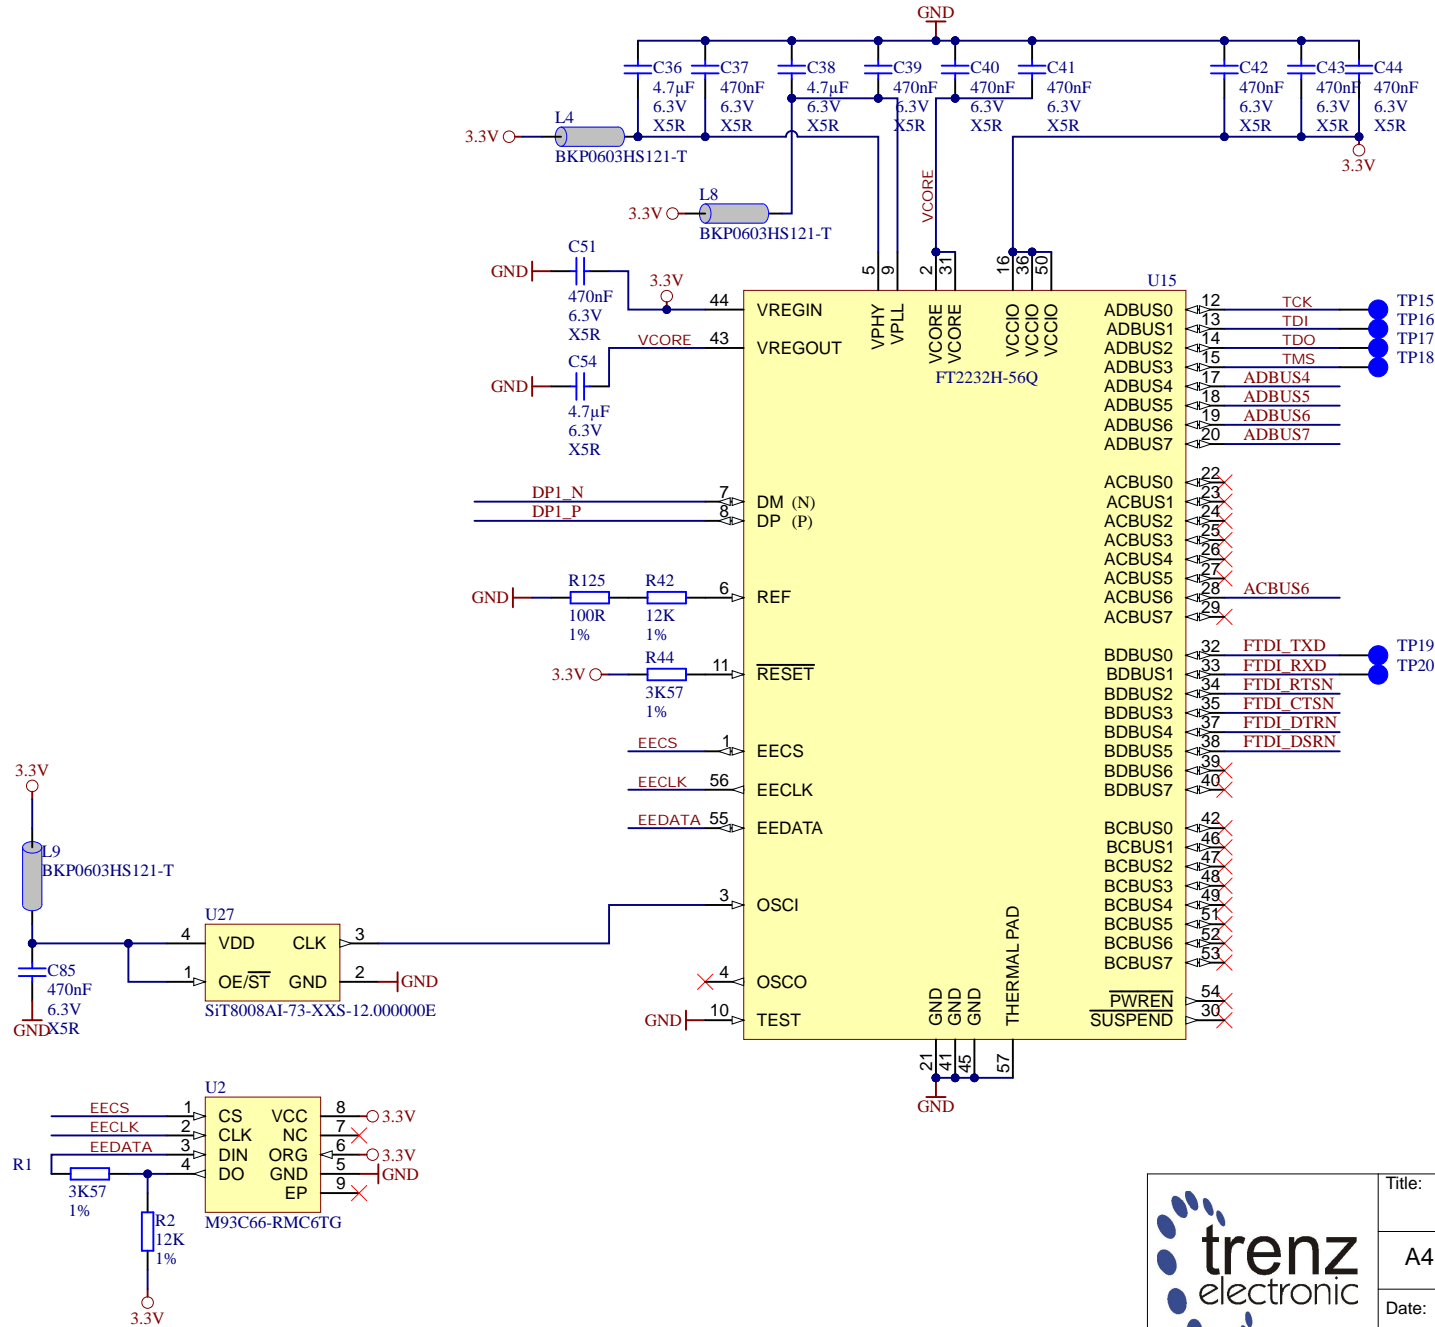 GND
C36
4.7µF
6.3V
X5R
C37
470nF
6.3V
X5R
C38
4.7µF
6.3V
X5R
C39
470nF
6.3V
X5R
C40
470nF
6.3V
X5R
C41
470nF
6.3V
X5R
C42
470nF
6.3V
X5R
C43
470nF
6.3V
X5R
C44
470nF
6.3V
X5R
3.3V
L4
BKP0603HS121-T
3.3V
L8
3.3V
BKP0603HS121-T
VCORE
C51
GND
470nF
6.3V
X5R
3.3V
VCORE
C54
GND
4.7µF
6.3V
X5R
U15
FT2232H-56Q
5 VPHY
9 VPLL
2 VCORE
31 VCORE
16 VCCIO
36 VCCIO
50 VCCIO
44 VREGIN
43 VREGOUT
DP1_N 7 DM (N)
DP1_P 8 DP (P)
GND
R125
100R
1%
R42
12K
1%
6 REF
3.3V
R44
3K57
1%
11 RESET
EECS 1 EECS
EECLK 56 EECLK
EEDATA 55 EEDATA
3 OSCI
4 OSCO
GND 10 TEST
ADBUS0 12 TCK TP15
ADBUS1 13 TDI TP16
ADBUS2 14 TDO TP17
ADBUS3 15 TMS TP18
ADBUS4 17 ADBUS4
ADBUS5 18 ADBUS5
ADBUS6 19 ADBUS6
ADBUS7 20 ADBUS7
ACBUS0 22
ACBUS1 23
ACBUS2 24
ACBUS3 25
ACBUS4 26
ACBUS5 27
ACBUS6 28 ACBUS6
ACBUS7 29
BDBUS0 32 FTDI_TXD TP19
BDBUS1 33 FTDI_RXD TP20
BDBUS2 34 FTDI_RTSN
BDBUS3 35 FTDI_CTSN
BDBUS4 37 FTDI_DTRN
BDBUS5 38 FTDI_DSRN
BDBUS6 39
BDBUS7 40
BCBUS0 42
BCBUS1 46
BCBUS2 47
BCBUS3 48
BCBUS4 49
BCBUS5 51
BCBUS6 52
BCBUS7 53
PWREN 54
SUSPEND 30
GND 21
GND 41
GND 45
THERMAL PAD 57
GND
3.3V
L9
BKP0603HS121-T
C85
470nF
6.3V
X5R
GND
U27
4 VDD CLK 3
1 OE/ST GND 2 GND
SiT8008AI-73-XXS-12.000000E
U2
EECS 1 CS VCC 8 3.3V
EECLK 2 CLK NC 7
EEDATA 3 DIN ORG 6 3.3V
4 DO GND 5 GND
EP 9
M93C66-RMC6TG
R1
3K57
1%
R2
12K
1%
3.3V
trenz
electronic
Title:
A4
Date: